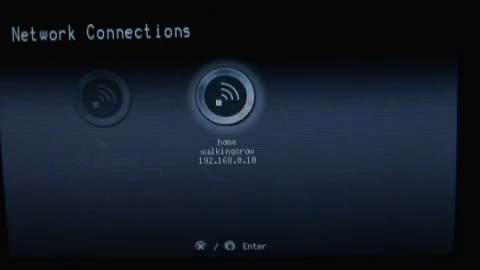 Network Connections
home
walkingcrow
192.168.0.10
/ Enter